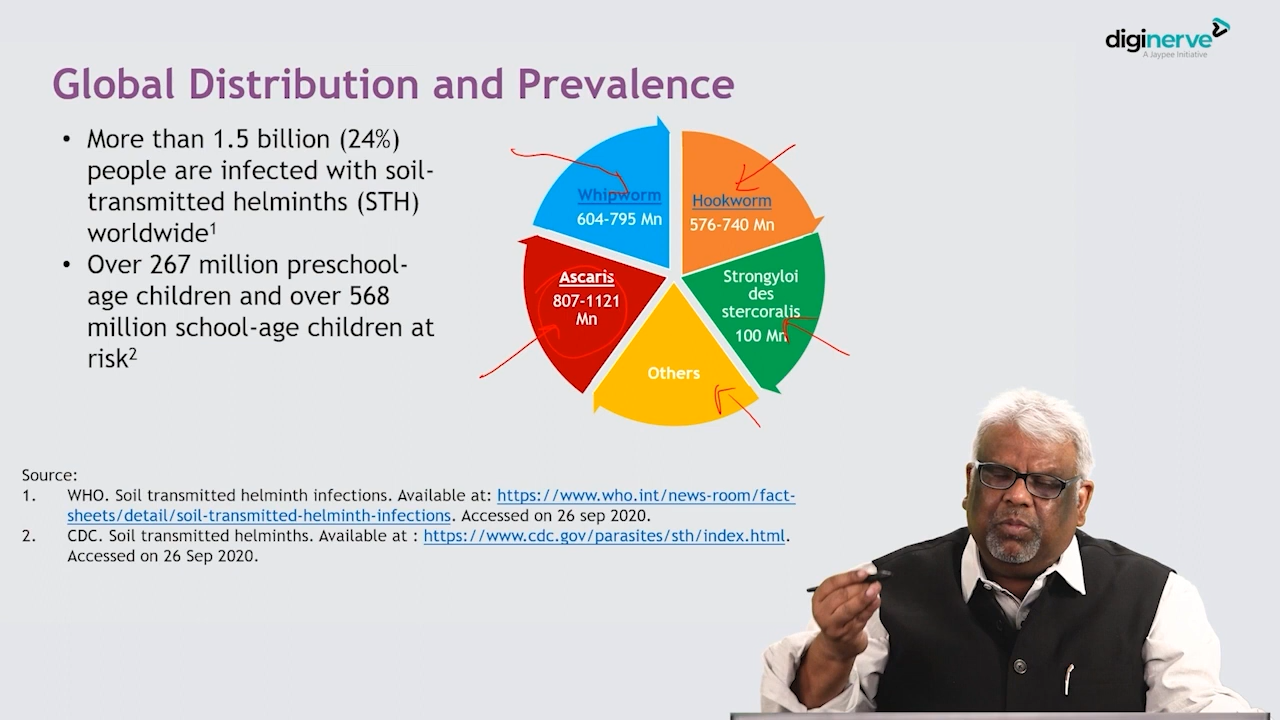 diginerve
A Jaypee Initiative
Global Distribution and Prevalence
• More than 1.5 billion (24%)
people are infected with soil-
transmitted helminths (STH)
worldwide¹
• Over 267 million preschool-
age children and over 568
million school-age children at
risk²
Whipworm
604-795 Mn
Hookworm
576-740 Mn
Ascaris
807-1121
Mn
Strongyloi
des
stercoralis
100 Mn
Others
Source:
1. WHO. Soil transmitted helminth infections. Available at: https://www.who.int/news-room/fact-
sheets/detail/soil-transmitted-helminth-infections. Accessed on 26 sep 2020.
2. CDC. Soil transmitted helminths. Available at : https://www.cdc.gov/parasites/sth/index.html.
Accessed on 26 Sep 2020.